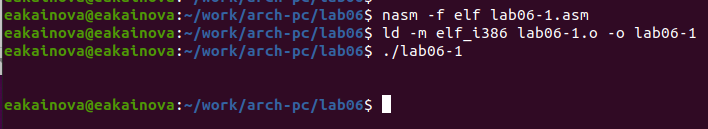 eakainova@eakainova:~/work/arch-pc/lab06$ nasm -f elf lab06-1.asm
eakainova@eakainova:~/work/arch-pc/lab06$ ld -m elf_i386 lab06-1.o -o lab06-1
eakainova@eakainova:~/work/arch-pc/lab06$ ./lab06-1
eakainova@eakainova:~/work/arch-pc/lab06$